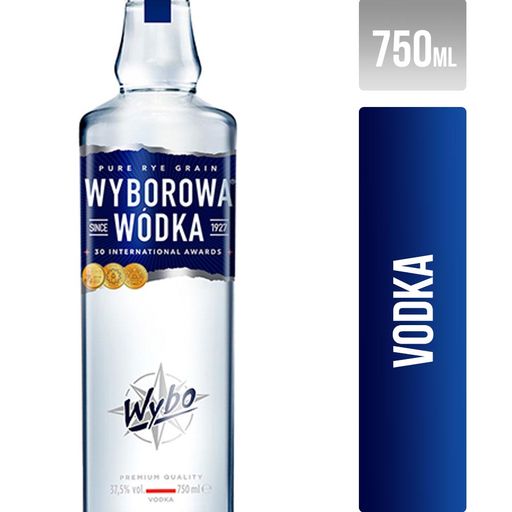 PURE RYE GRAIN
WYBOROWA
SINCE WÓDKA 1927
30 INTERNATIONAL AWARDS
Wybo
PREMIUM QUALITY
37,5% vol. 750 ml e
VODKA
750ML
VODKA